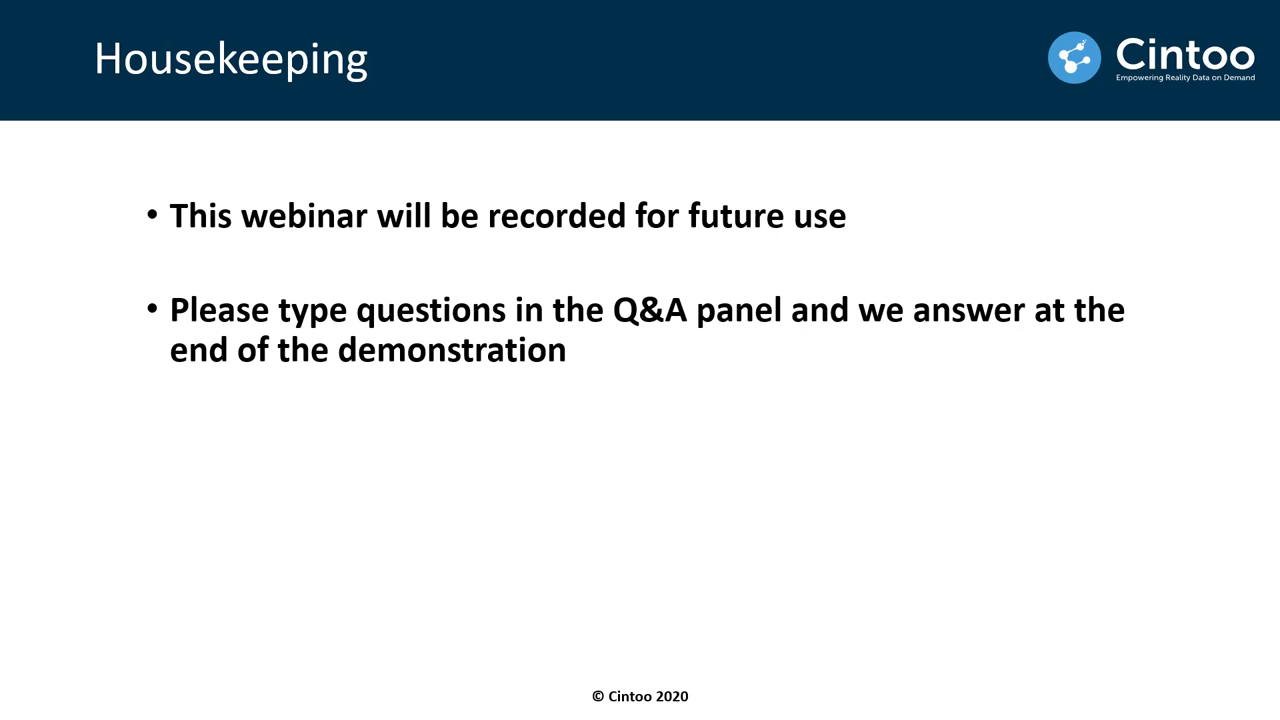 Housekeeping
Cintoo
Empowering Reality Data on Demand
• This webinar will be recorded for future use
• Please type questions in the Q&A panel and we answer at the
end of the demonstration
© Cintoo 2020